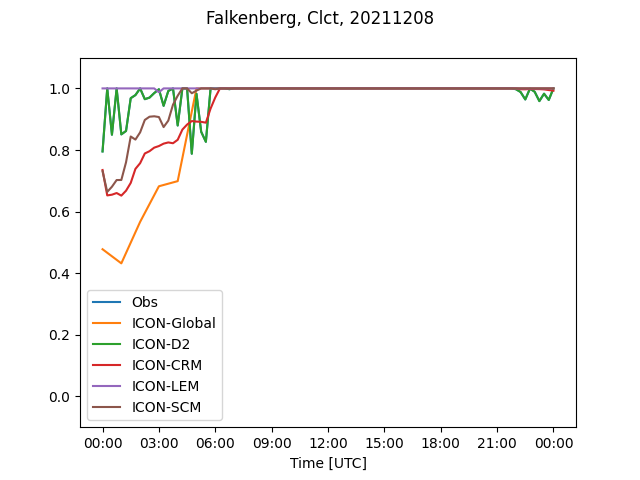 Falkenberg, Clct, 20211208
1.0
0.8
0.6
0.4
0.2
0.0
Obs
ICON-Global
ICON-D2
ICON-CRM
ICON-LEM
ICON-SCM
00:00 03:00 06:00 09:00 12:00 15:00 18:00 21:00 00:00
Time [UTC]